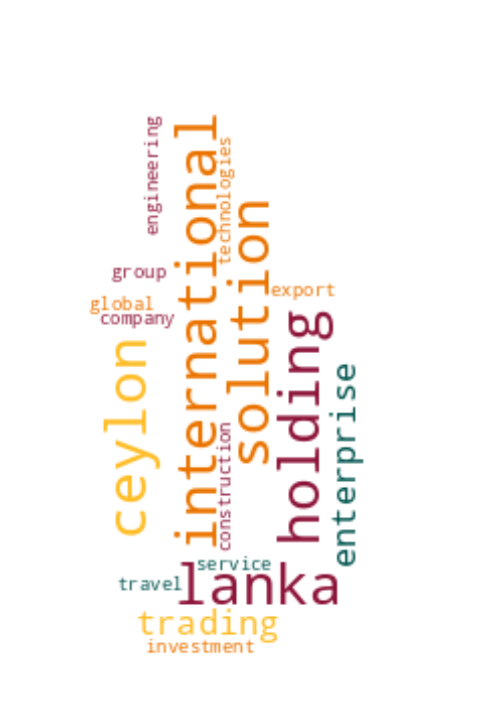 engineering
international
technologies
solution
group
export
global
company
holding
ceylon
enterprise
construction
service
travel
lanka
trading
investment